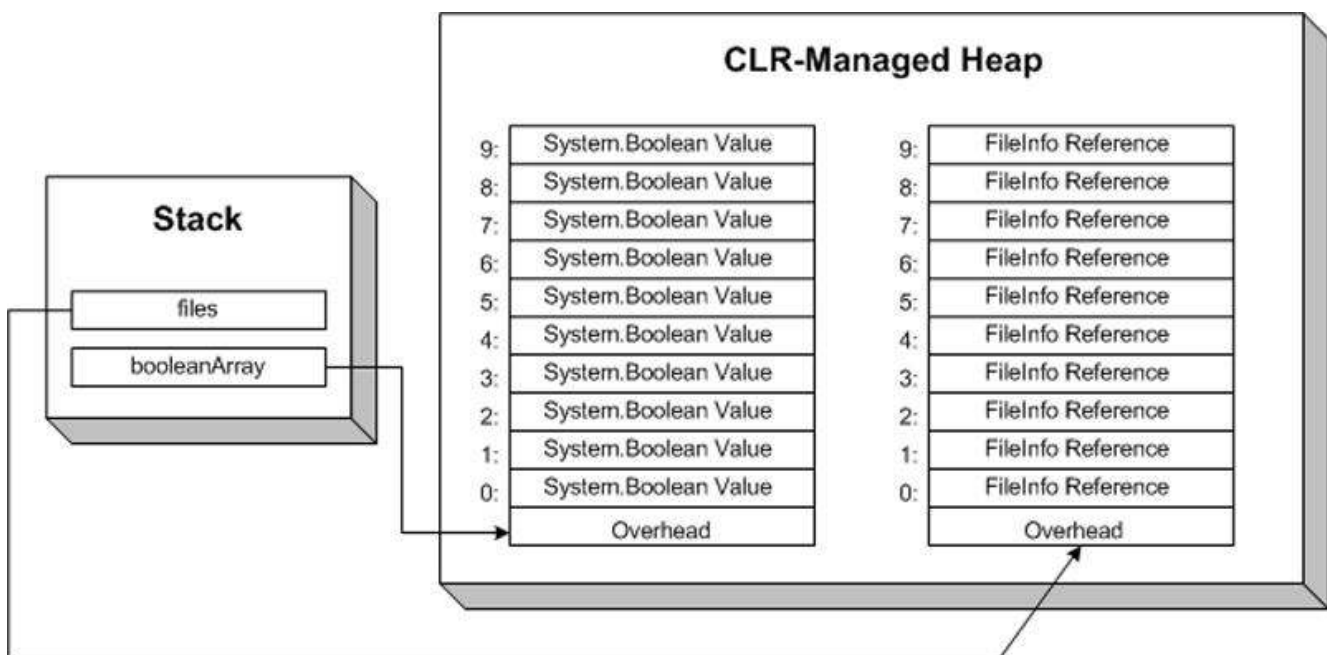 CLR-Managed Heap
Stack
files
booleanArray
9: System.Boolean Value
8: System.Boolean Value
7: System.Boolean Value
6: System.Boolean Value
5: System.Boolean Value
4: System.Boolean Value
3: System.Boolean Value
2: System.Boolean Value
1: System.Boolean Value
0: System.Boolean Value
Overhead
9: FileInfo Reference
8: FileInfo Reference
7: FileInfo Reference
6: FileInfo Reference
5: FileInfo Reference
4: FileInfo Reference
3: FileInfo Reference
2: FileInfo Reference
1: FileInfo Reference
0: FileInfo Reference
Overhead